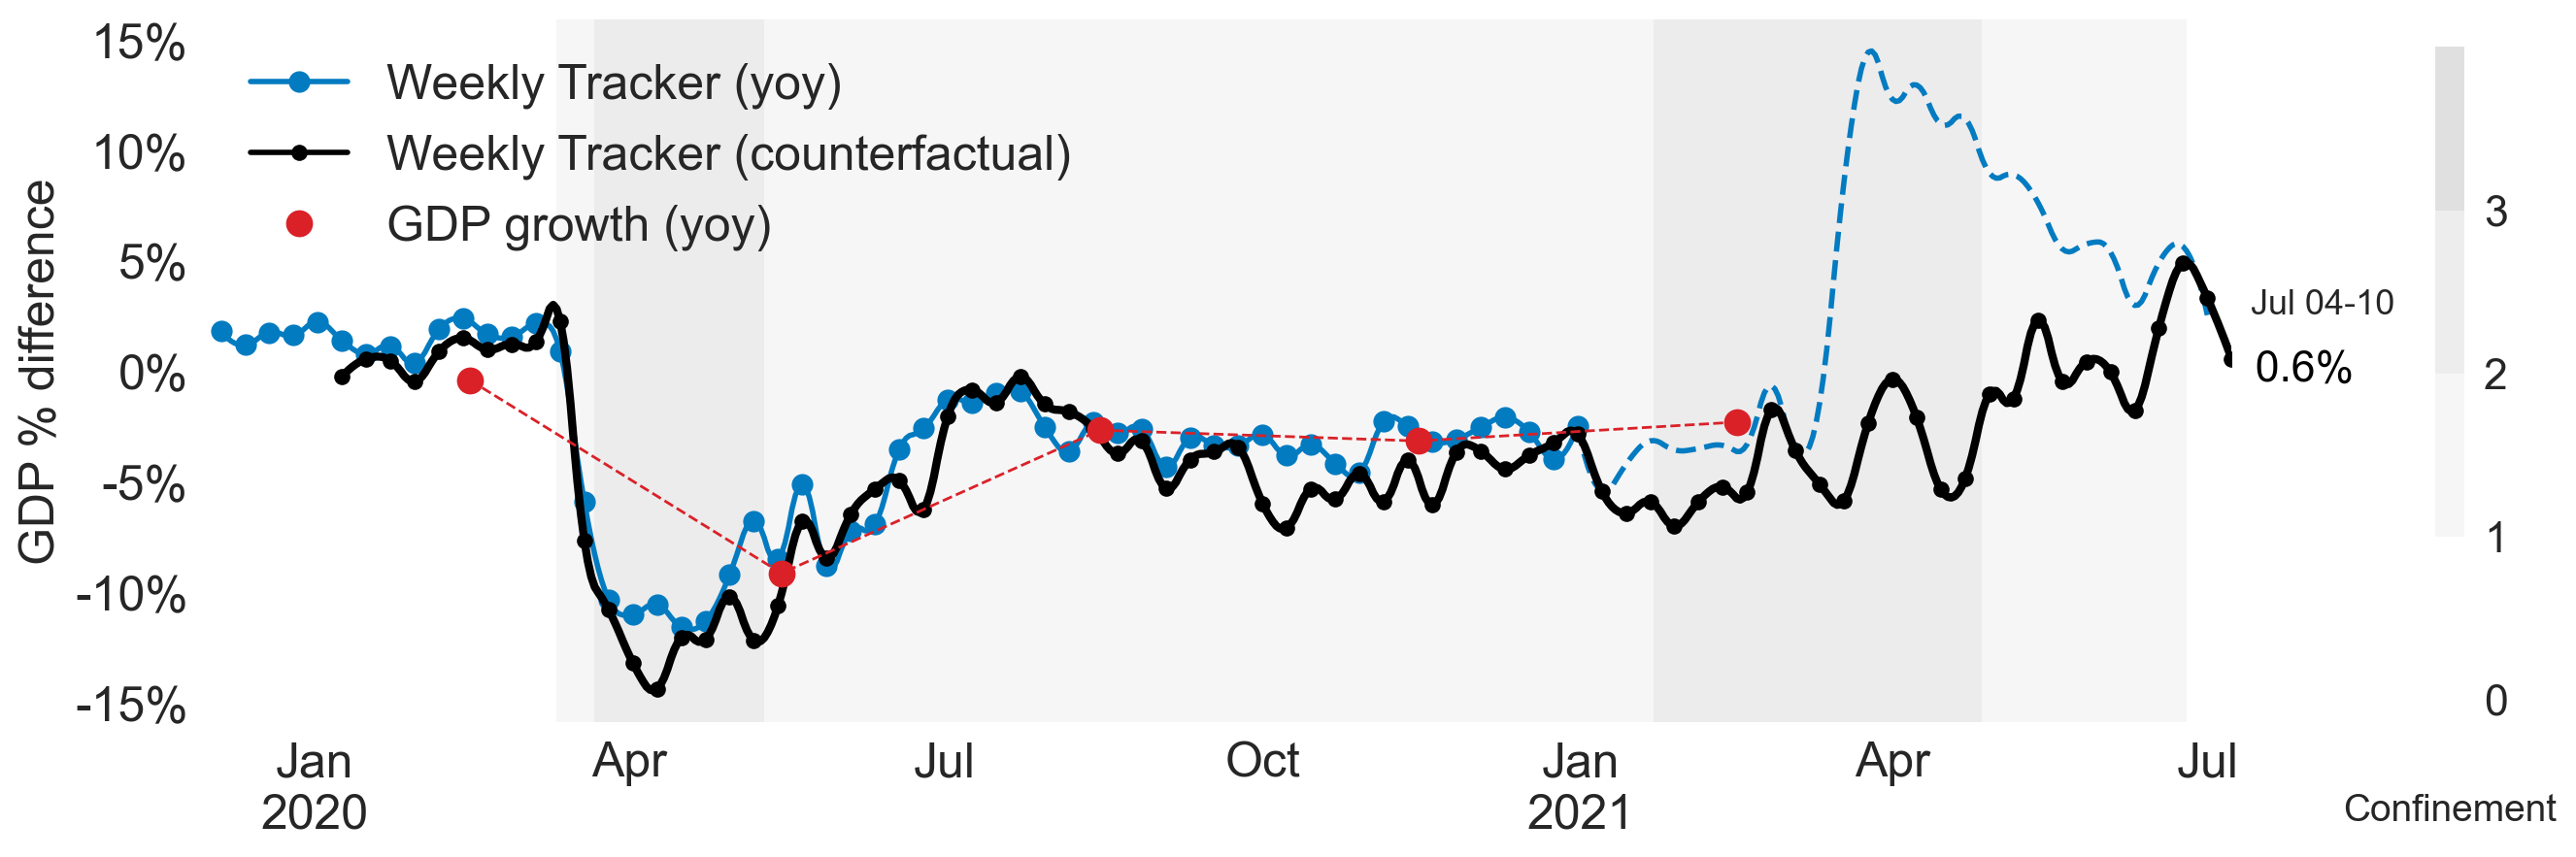 15%
10%
5%
0%
-5%
-10%
-15%
GDP % difference
Weekly Tracker (yoy)
Weekly Tracker (counterfactual)
GDP growth (yoy)
Jul 04-10
0.6%
3
2
1
0
Confinement
Jan
2020
Apr
Jul
Oct
Jan
2021
Apr
Jul